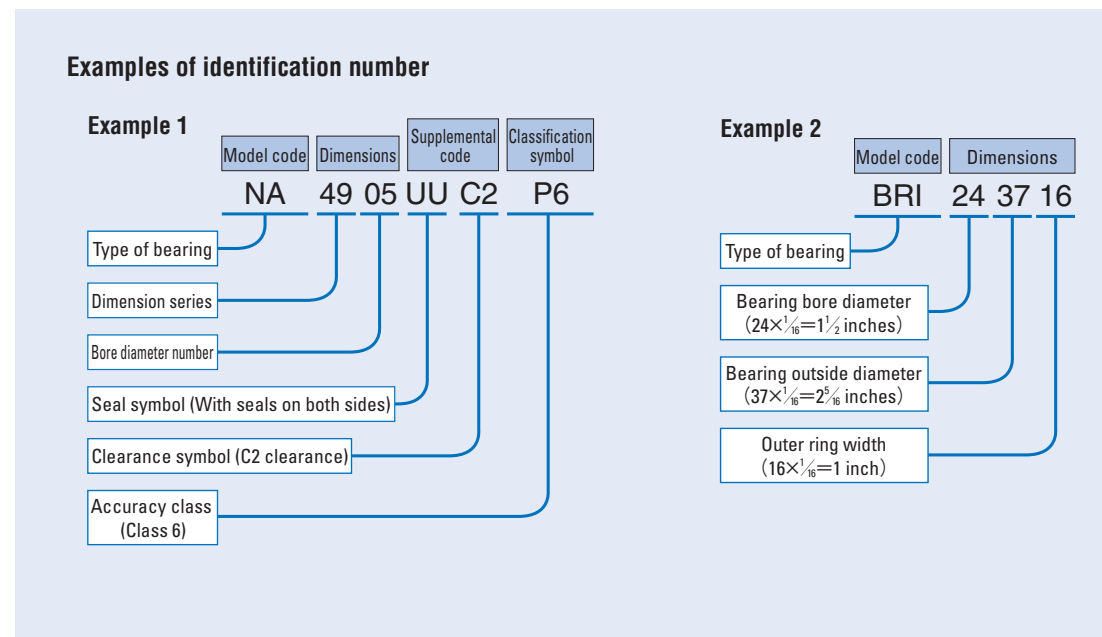 Examples of identification number
Example 1
Model code
Dimensions
Supplemental
code
Classification
symbol
NA 49 05 UU C2 P6
Type of bearing
Dimension series
Bore diameter number
Seal symbol (With seals on both sides)
Clearance symbol (C2 clearance)
Accuracy class
(Class 6)
Example 2
Model code
Dimensions
BRI 24 37 16
Type of bearing
Bearing bore diameter
(24×1⁄16=1 1⁄2 inches)
Bearing outside diameter
(37×1⁄16=2 5⁄16 inches)
Outer ring width
(16×1⁄16=1 inch)